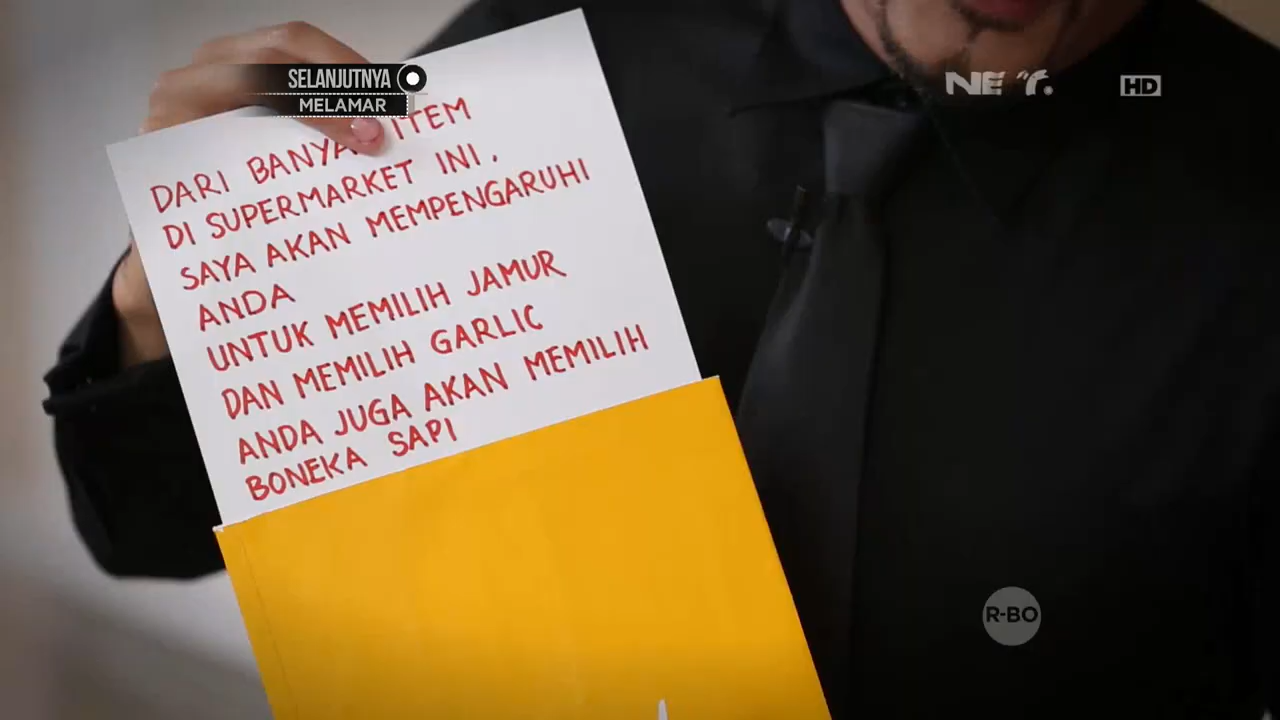 SELANJUTNYA
MELAMAR
NET.
HD
DARI BANYAK ITEM
DI SUPERMARKET INI.
SAYA AKAN MEMPENGARUHI
ANDA
UNTUK MEMILIH JAMUR
DAN MEMILIH GARLIC
ANDA JUGA AKAN MEMILIH
BONEKA SAPI
R-BO